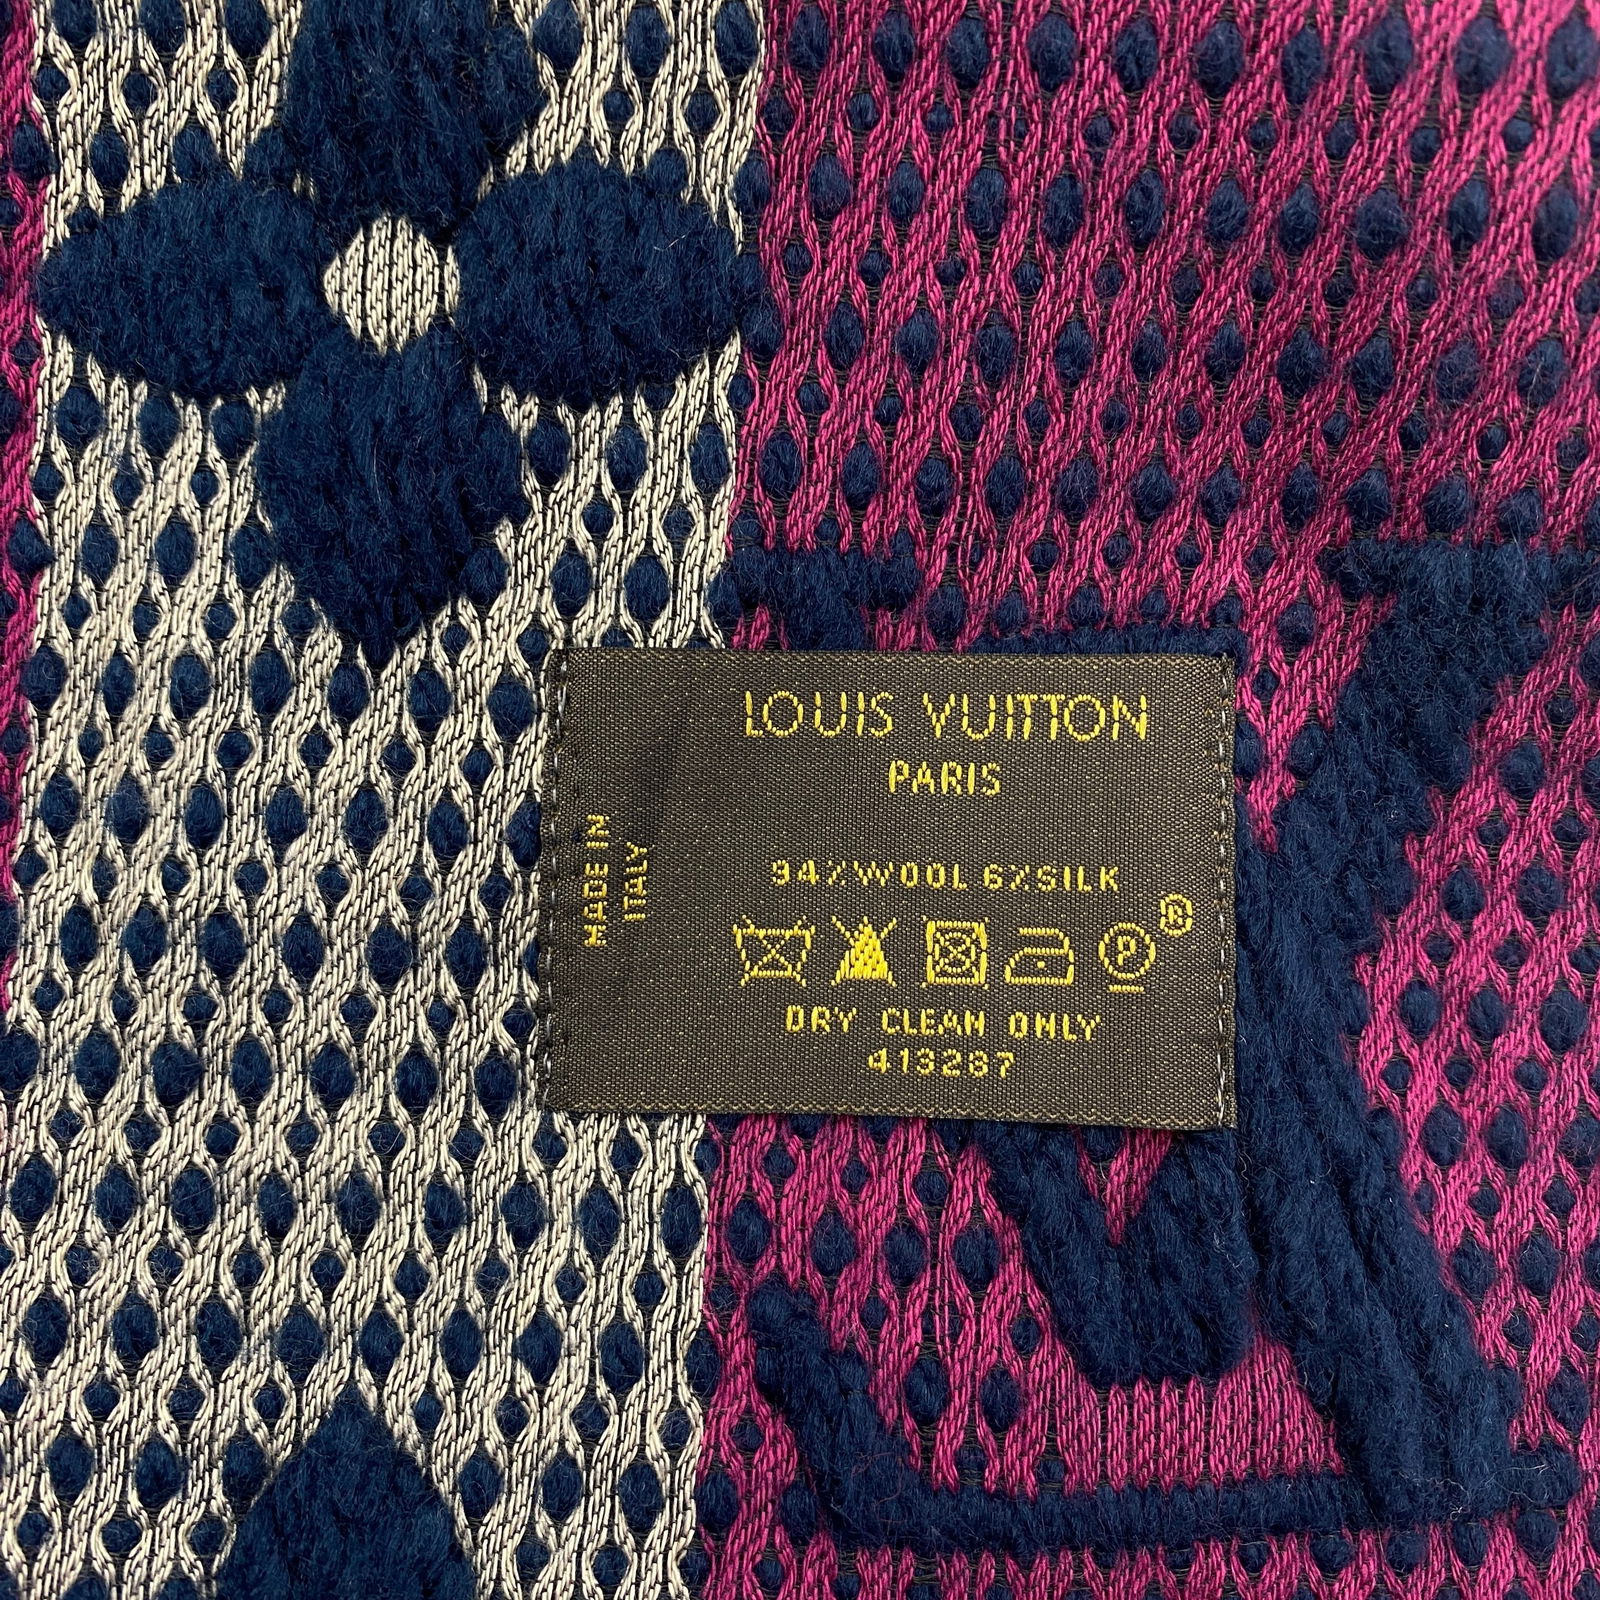 LOUIS VUITTON
PARIS
MADE IN
ITALY
94%WOOL 6%SILK
P
®
DRY CLEAN ONLY
413287